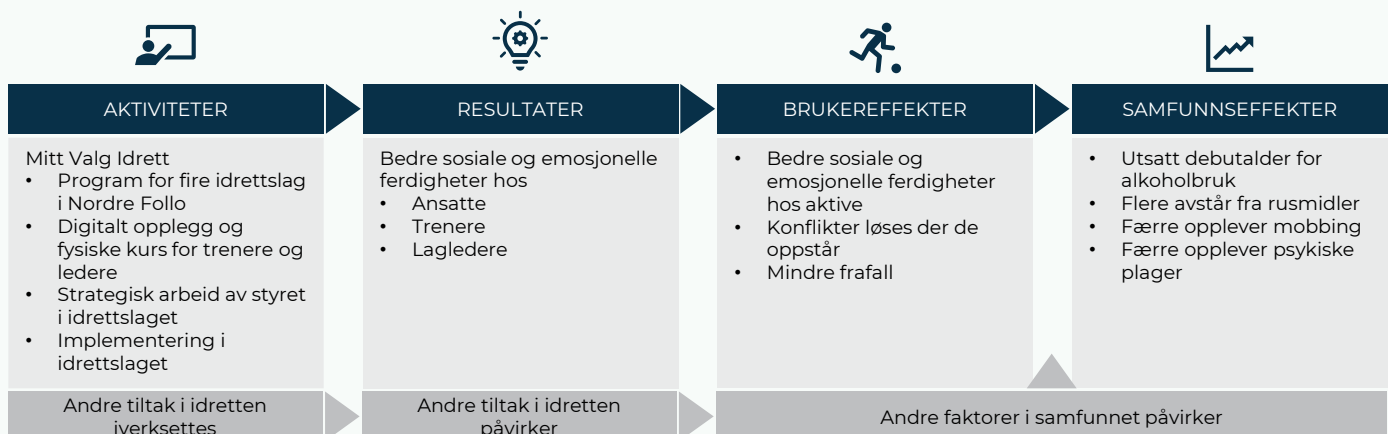 AKTIVITETER
Mitt Valg Idrett
• Program for fire idrettslag
i Nordre Follo
• Digitalt opplegg og
fysiske kurs for trenere og
ledere
• Strategisk arbeid av styret
i idrettslaget
• Implementering i
idrettslaget
Andre tiltak i idretten
iverksettes
RESULTATER
Bedre sosiale og emosjonelle
ferdigheter hos
• Ansatte
• Trenere
• Lagledere
Andre tiltak i idretten
påvirker
BRUKEREFFEKTER
• Bedre sosiale og
emosjonelle ferdigheter
hos aktive
• Konflikter løses der de
oppstår
• Mindre frafall
SAMFUNNSEFFEKTER
• Utsatt debutalder for
alkoholbruk
• Flere avstår fra rusmidler
• Færre opplever mobbing
• Færre opplever psykiske
plager
Andre faktorer i samfunnet påvirker